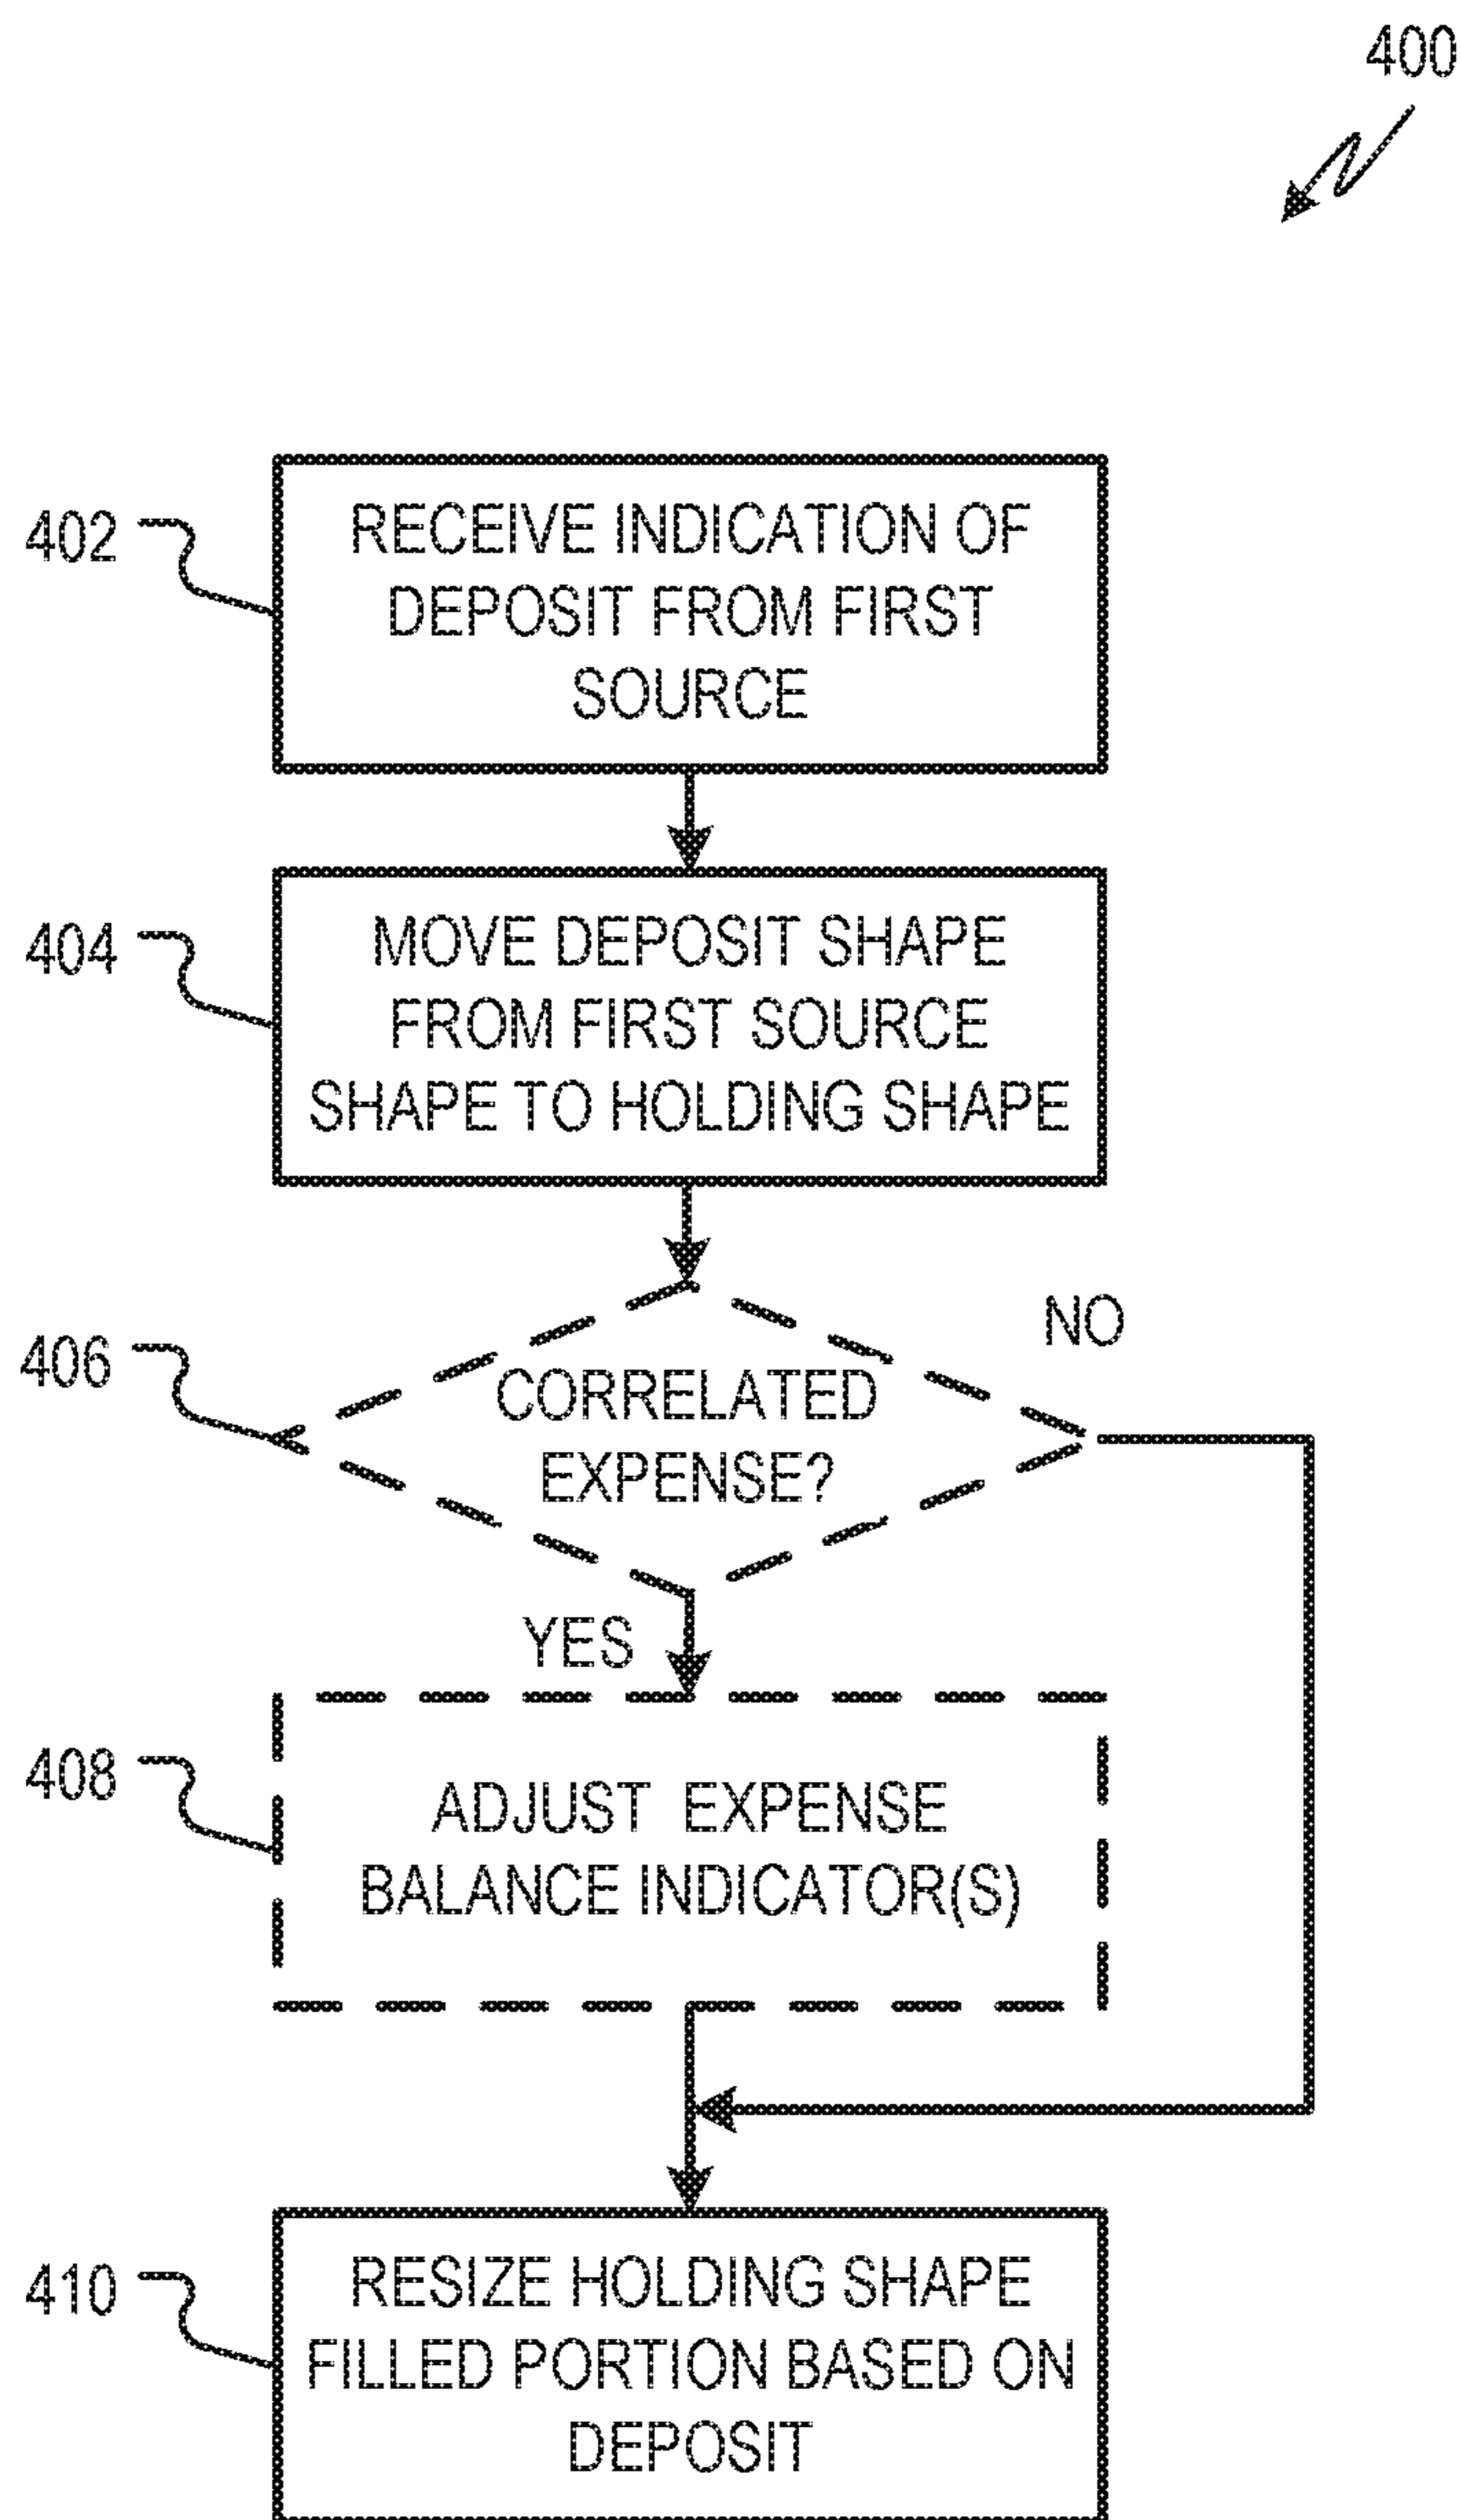 400
402
RECEIVE INDICATION OF
DEPOSIT FROM FIRST
SOURCE
404
MOVE DEPOSIT SHAPE
FROM FIRST SOURCE
SHAPE TO HOLDING SHAPE
406
CORRELATED
EXPENSE?
NO
YES
408
ADJUST EXPENSE
BALANCE INDICATOR(S)
410
RESIZE HOLDING SHAPE
FILLED PORTION BASED ON
DEPOSIT